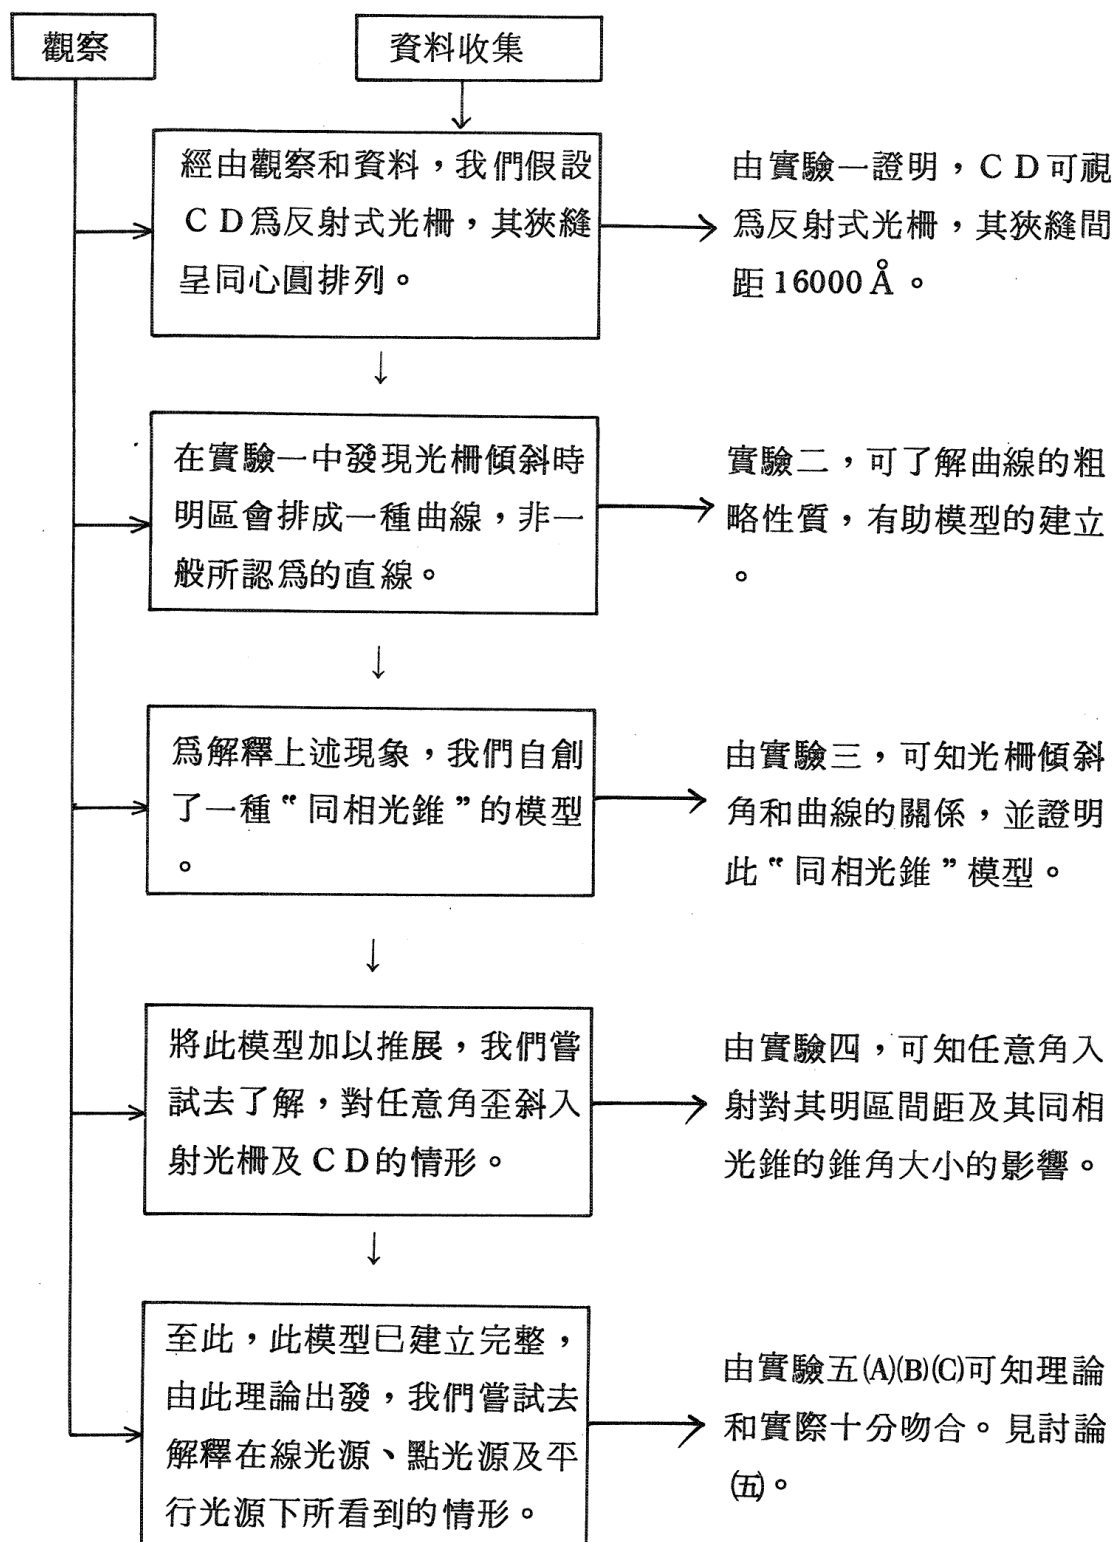 觀察
資料收集
經由觀察和資料，我們假設
ＣＤ爲反射式光柵，其狹縫
呈同心圓排列。
由實驗一證明，ＣＤ可視
爲反射式光柵，其狹縫間
距16000Å。
在實驗一中發現光柵傾斜時
明區會排成一種曲線，非一
般所認爲的直線。
實驗二，可了解曲線的粗
略性質，有助模型的建立
。
爲解釋上述現象，我們自創
了一種“同相光錐”的模型
。
由實驗三，可知光柵傾斜
角和曲線的關係，並證明
此“同相光錐”模型。
將此模型加以推展，我們嘗
試去了解，對任意角歪斜入
射光柵及ＣＤ的情形。
由實驗四，可知任意角入
射對其明區間距及其同相
光錐的錐角大小的影響。
至此，此模型已建立完整，
由此理論出發，我們嘗試去
解釋在線光源、點光源及平
行光源下所看到的情形。
由實驗五(A)(B)(C)可知理論
和實際十分吻合。見討論
㈤。